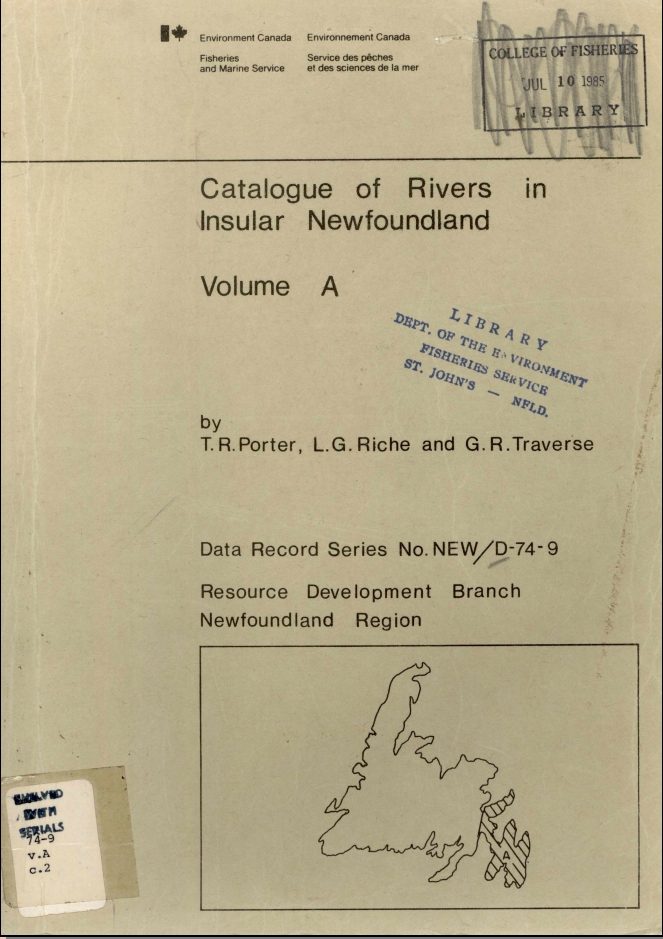 Environment Canada
Environnement Canada
Fisheries
and Marine Service
Service des pêches
et des sciences de la mer
COLLEGE OF FISHERIES
JUL 10 1985
LIBRARY
Catalogue of Rivers in
Insular Newfoundland
Volume A
LIBRARY
DEPT. OF THE ENVIRONMENT
FISHERIES SERVICE
ST. JOHN'S — NFLD.
by
T.R.Porter, L.G.Riche and G.R.Traverse
Data Record Series No. NEW/D-74-9
Resource Development Branch
Newfoundland Region
A
SERIALS
74-9
v.A
c.2